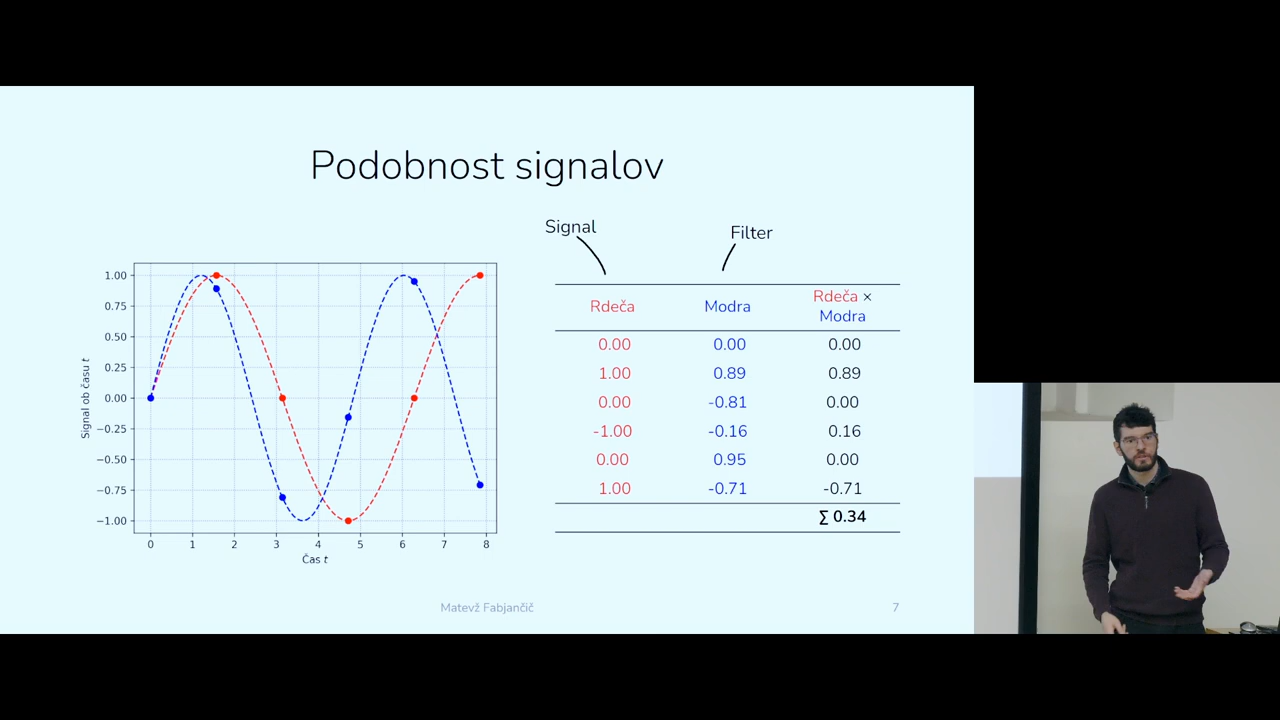 Podobnost signalov
Signal
Filter
1.00
0.75
0.50
0.25
0.00
−0.25
−0.50
−0.75
−1.00
0 1 2 3 4 5 6 7 8
Signal ob času t
Čas t
Rdeča Modra Rdeča × Modra
0.00 0.00 0.00
1.00 0.89 0.89
0.00 -0.81 0.00
-1.00 -0.16 0.16
0.00 0.95 0.00
1.00 -0.71 -0.71
∑ 0.34
Matevž Fabjančič
7